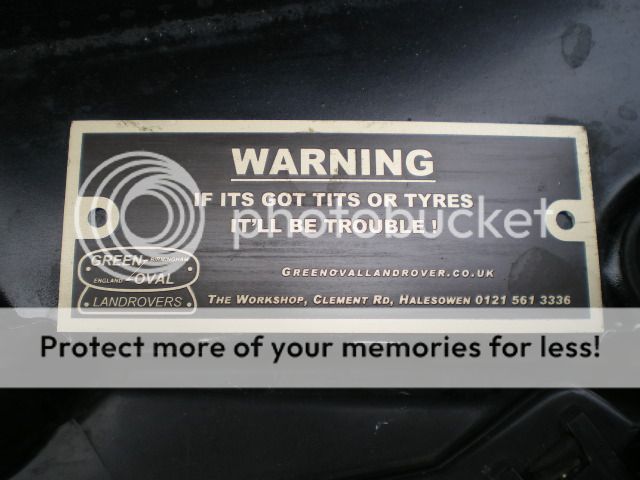 WARNING
IF ITS GOT TITS OR TYRES
IT'LL BE TROUBLE !
photobucket
GREEN-
BIRMINGHAM
ENGLAND
OVAL
LANDROVERS
GREENOVALLANDROVER.CO.UK
THE WORKSHOP, CLEMENT RD, HALESOWEN 0121 561 3336
Protect more of your memories for less!